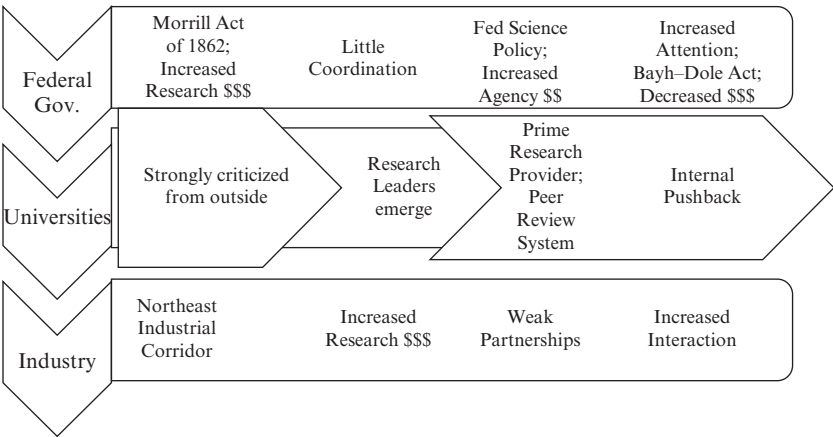 Federal
Gov.
Morrill Act
of 1862;
Increased
Research $$$
Little
Coordination
Fed Science
Policy;
Increased
Agency $$
Increased
Attention;
Bayh–Dole Act;
Decreased $$$
Universities
Strongly criticized
from outside
Research
Leaders
emerge
Prime
Research
Provider;
Peer
Review
System
Internal
Pushback
Industry
Northeast
Industrial
Corridor
Increased
Research $$$
Weak
Partnerships
Increased
Interaction